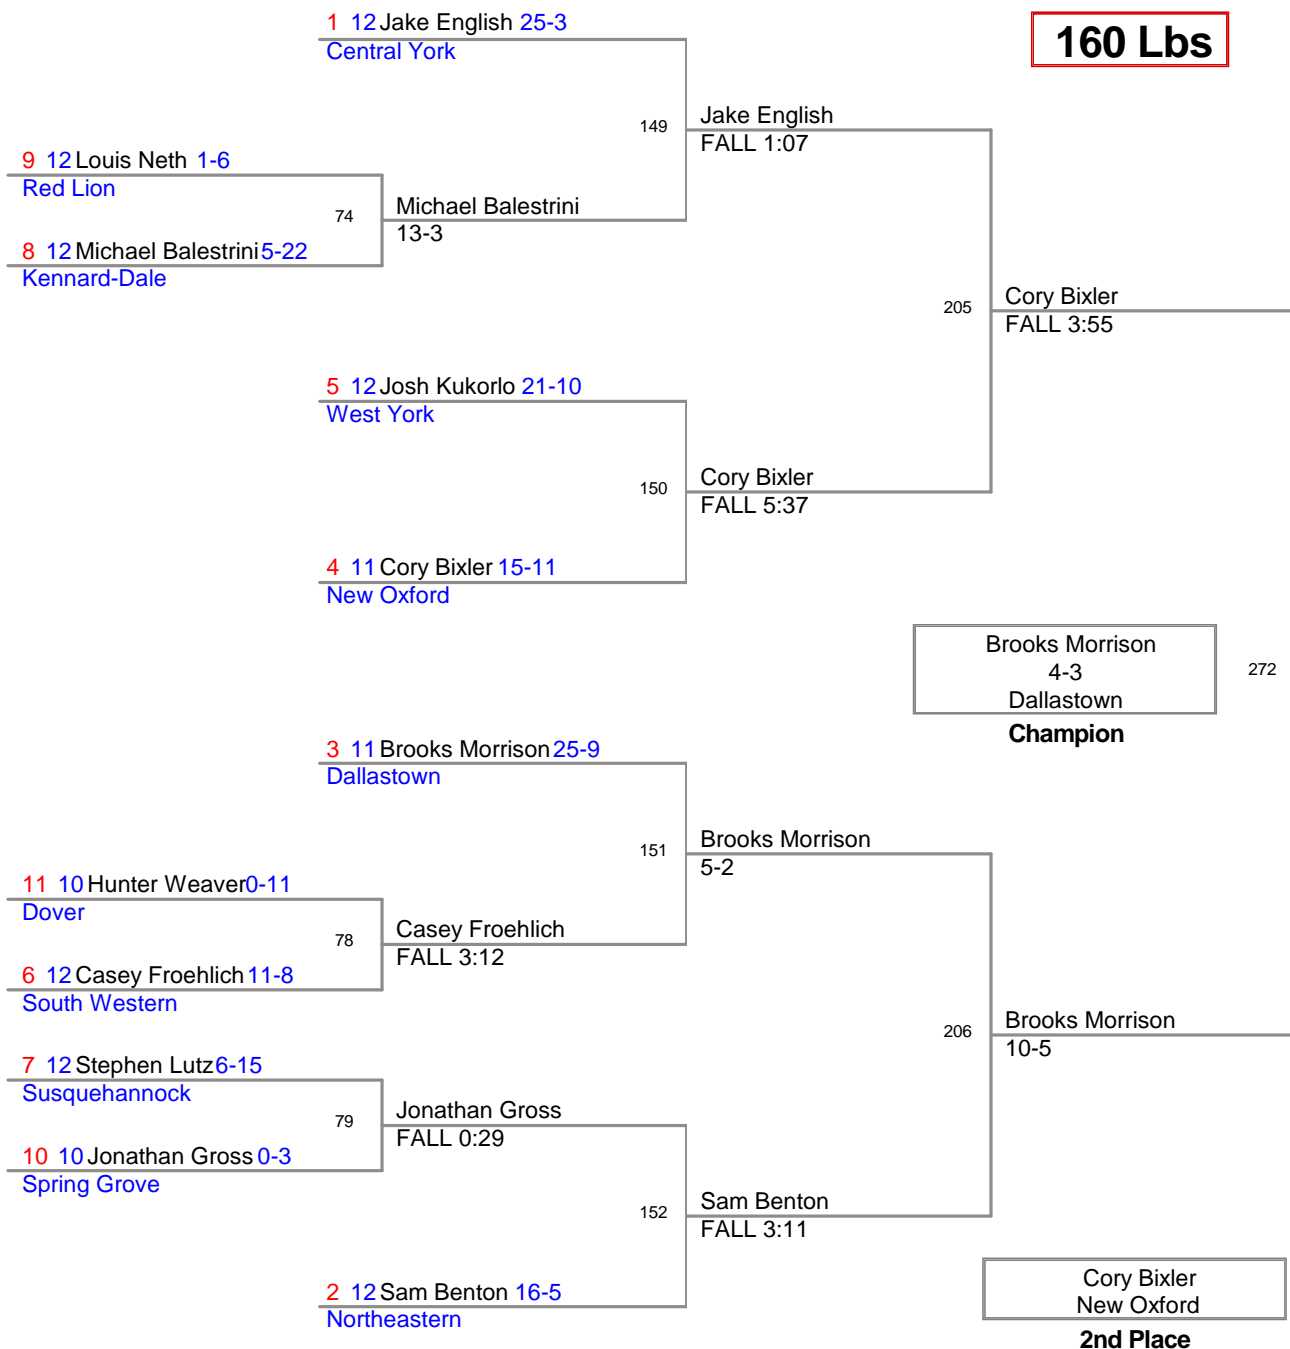 1 12 Jake English 25-3
Central York
160 Lbs
149
Jake English
FALL 1:07
9 12 Louis Neth 1-6
Red Lion
74
Michael Balestrini
13-3
8 12 Michael Balestrini 5-22
Kennard-Dale
205
Cory Bixler
FALL 3:55
5 12 Josh Kukorlo 21-10
West York
150
Cory Bixler
FALL 5:37
4 11 Cory Bixler 15-11
New Oxford
Brooks Morrison
4-3
Dallastown
272
Champion
3 11 Brooks Morrison 25-9
Dallastown
151
Brooks Morrison
5-2
11 10 Hunter Weaver 0-11
Dover
78
Casey Froehlich
FALL 3:12
6 12 Casey Froehlich 11-8
South Western
206
Brooks Morrison
10-5
7 12 Stephen Lutz 6-15
Susquehannock
79
Jonathan Gross
FALL 0:29
10 10 Jonathan Gross 0-3
Spring Grove
152
Sam Benton
FALL 3:11
2 12 Sam Benton 16-5
Northeastern
Cory Bixler
New Oxford
2nd Place